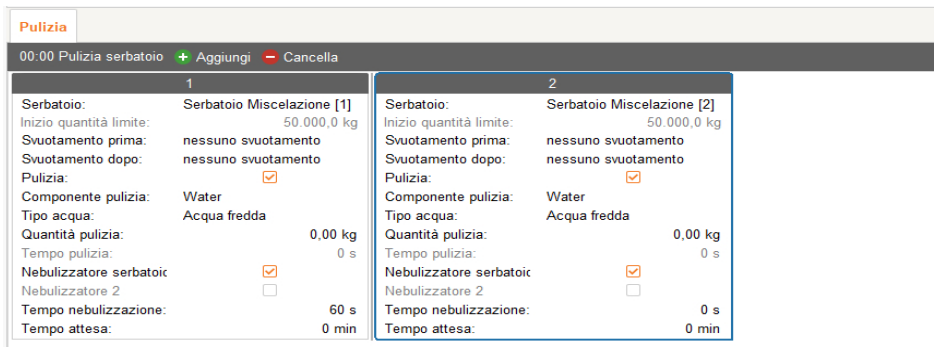 Pulizia
00:00 Pulizia serbatoio Aggiungi Cancella
1
Serbatoio: Serbatoio Miscelazione [1]
Inizio quantità limite: 50.000,0 kg
Svuotamento prima: nessuno svuotamento
Svuotamento dopo: nessuno svuotamento
Pulizia:
Componente pulizia: Water
Tipo acqua: Acqua fredda
Quantità pulizia: 0,00 kg
Tempo pulizia: 0 s
Nebulizzatore serbatoic
Nebulizzatore 2
Tempo nebulizzazione: 60 s
Tempo attesa: 0 min
2
Serbatoio: Serbatoio Miscelazione [2]
Inizio quantità limite: 50.000,0 kg
Svuotamento prima: nessuno svuotamento
Svuotamento dopo: nessuno svuotamento
Pulizia:
Componente pulizia: Water
Tipo acqua: Acqua fredda
Quantità pulizia: 0,00 kg
Tempo pulizia: 0 s
Nebulizzatore serbatoic
Nebulizzatore 2
Tempo nebulizzazione: 0 s
Tempo attesa: 0 min